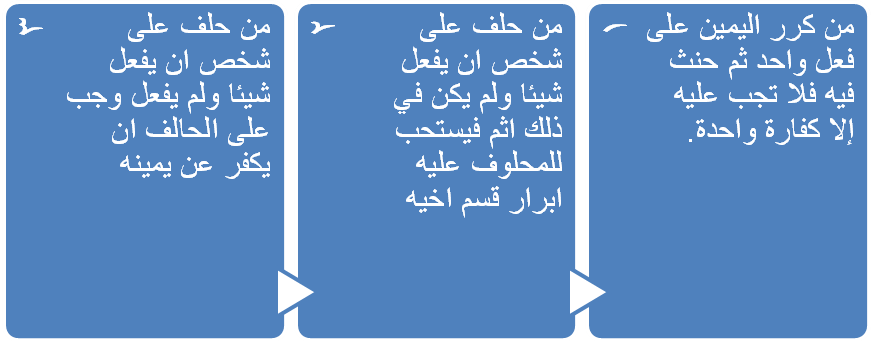 من كرر اليمين على ١
فعل واحد ثم حنث
فيه فلا تجب عليه
إلا كفارة واحدة.
من حلف على ٢
شخص ان يفعل
شيئا ولم يكن في
ذلك اثم فيستحب
للمحلوف عليه
ابرار قسم اخيه
من حلف على ٣
شخص ان يفعل
شيئا ولم يفعل وجب
على الحالف ان
يكفر عن يمينه